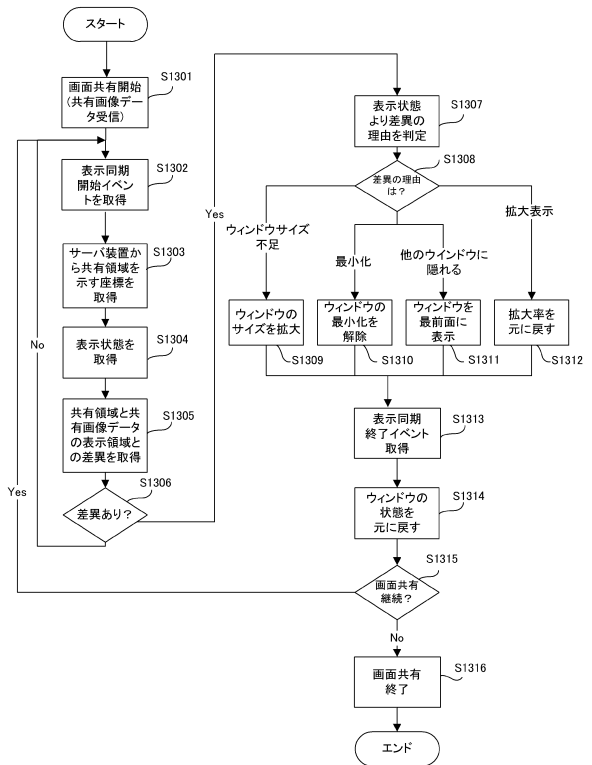 スタート
画面共有開始
(共有画像デー
タ受信)
S1301
表示同期
開始イベン
トを取得
S1302
サーバ装置か
ら共有領域を
示す座標を
取得
S1303
表示状態を
取得
S1304
共有領域と共
有画像データ
の表示領域と
の差異を取得
S1305
差異あり?
S1306
No
Yes
Yes
表示状態
より差異の
理由を判定
S1307
差異の理由
は?
S1308
ウィンドウサイズ
不足
最小化
他のウインドウに
隠れる
拡大表示
ウィンドウの
サイズを拡大
S1309
ウィンドウの
最小化を
解除
S1310
ウィンドウを
最前面に
表示
S1311
拡大率を
元に戻す
S1312
表示同期
終了イベント
取得
S1313
ウィンドウの
状態を
元に戻す
S1314
画面共有
継続?
S1315
No
画面共有
終了
S1316
エンド